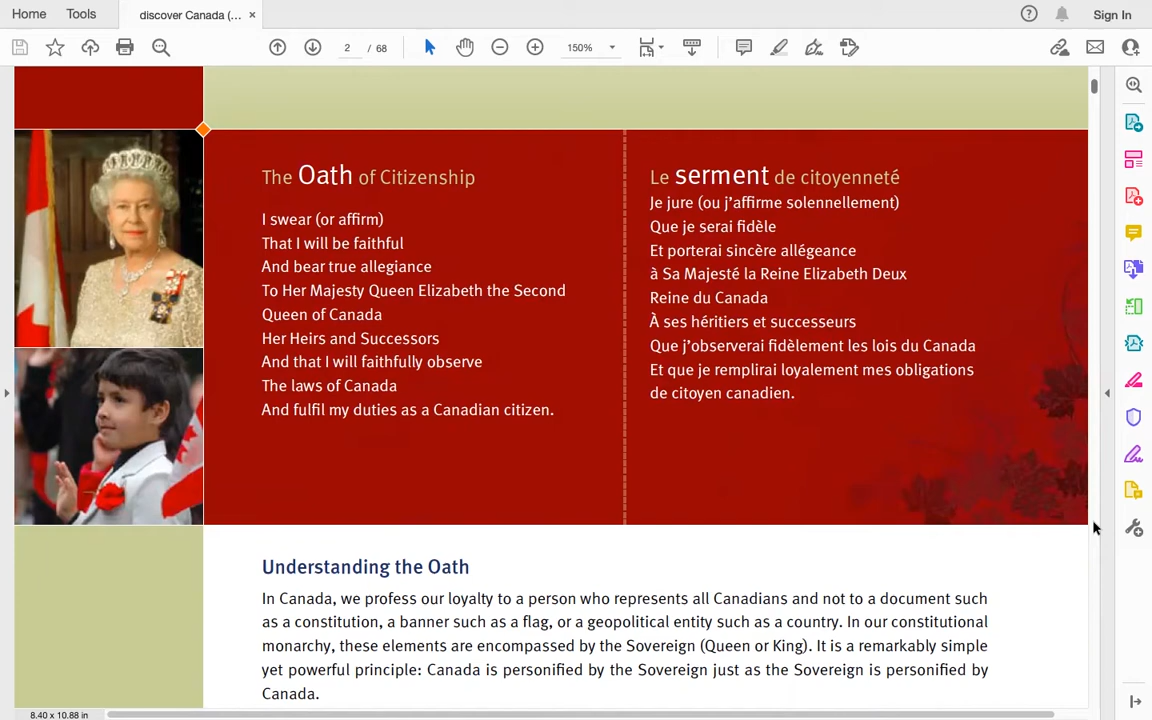 Home Tools discover Canada (... × Sign In
2 / 68 150%
The Oath of Citizenship
I swear (or affirm)
That I will be faithful
And bear true allegiance
To Her Majesty Queen Elizabeth the Second
Queen of Canada
Her Heirs and Successors
And that I will faithfully observe
The laws of Canada
And fulfil my duties as a Canadian citizen.
Le serment de citoyenneté
Je jure (ou j’affirme solennellement)
Que je serai fidèle
Et porterai sincère allégeance
à Sa Majesté la Reine Elizabeth Deux
Reine du Canada
À ses héritiers et successeurs
Que j’observerai fidèlement les lois du Canada
Et que je remplirai loyalement mes obligations
de citoyen canadien.
Understanding the Oath
In Canada, we profess our loyalty to a person who represents all Canadians and not to a document such
as a constitution, a banner such as a flag, or a geopolitical entity such as a country. In our constitutional
monarchy, these elements are encompassed by the Sovereign (Queen or King). It is a remarkably simple
yet powerful principle: Canada is personified by the Sovereign just as the Sovereign is personified by
Canada.
8.40 x 10.88 in